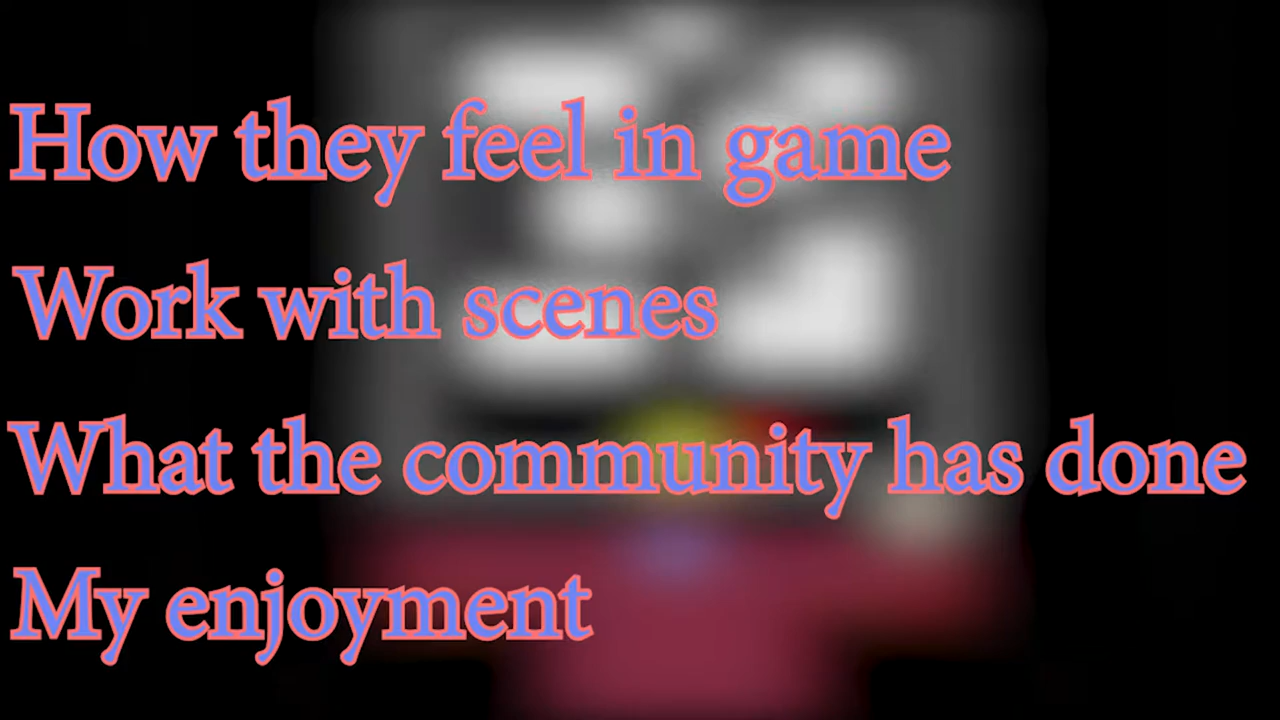 How they feel in game
Work with scenes
What the community has done
My enjoyment